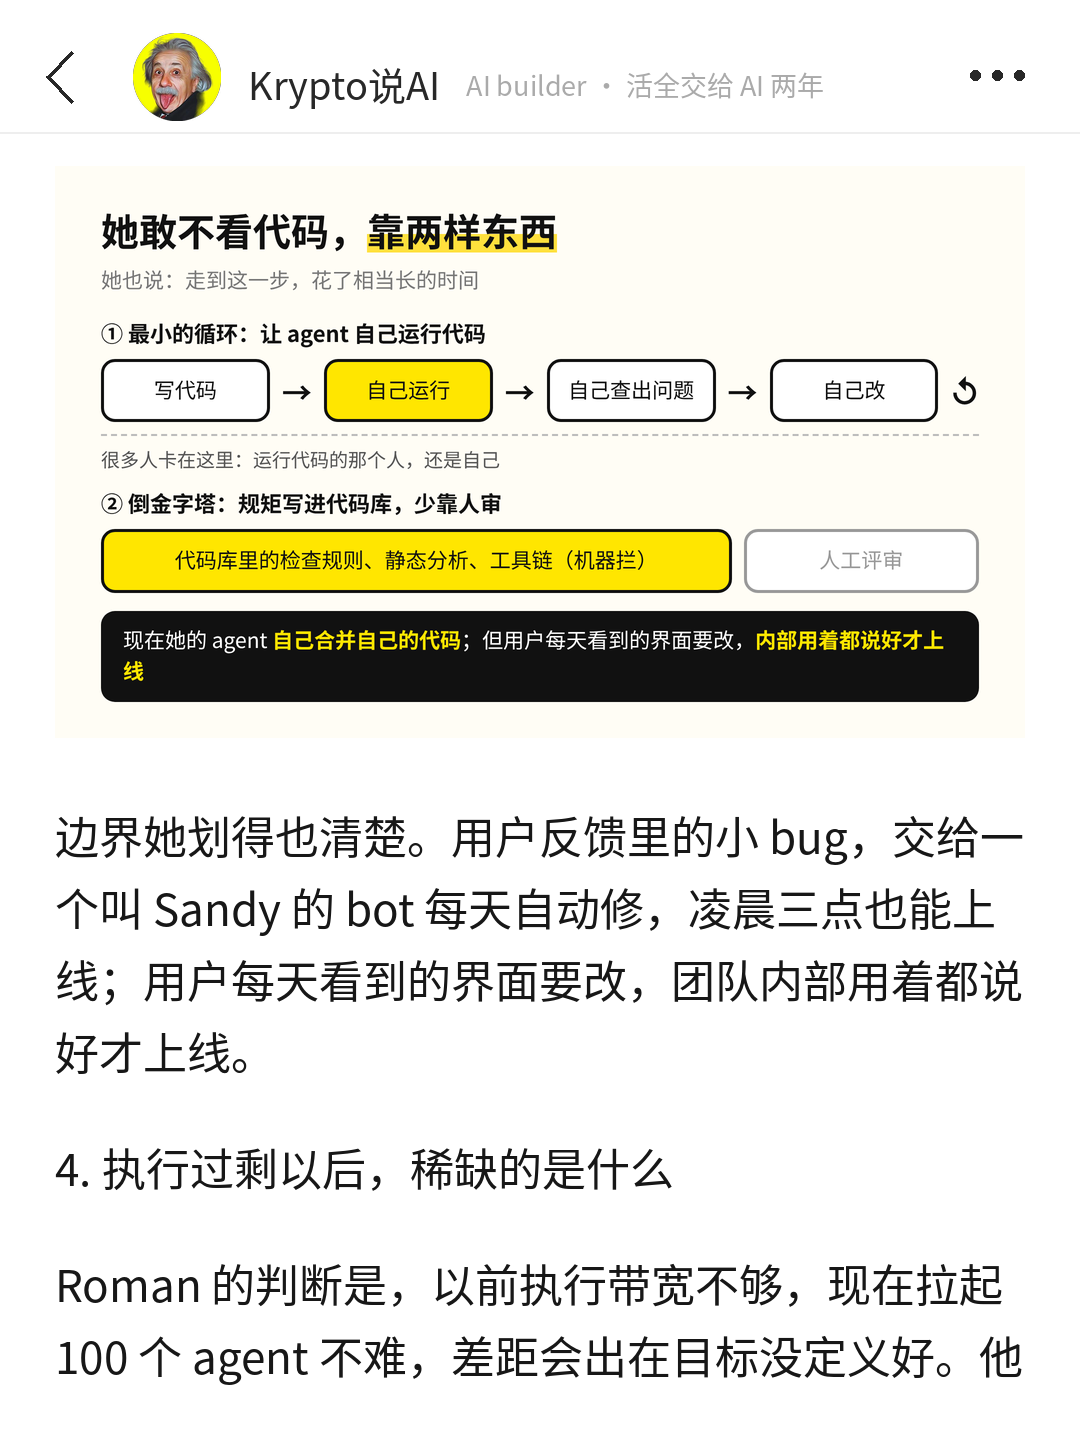 Krypto说AI AI builder · 活全交给 AI 两年
她敢不看代码，靠两样东西
她也说：走到这一步，花了相当长的时间
① 最小的循环：让 agent 自己运行代码
写代码 → 自己运行 → 自己查出问题 → 自己改
很多人卡在这里：运行代码的那个人，还是自己
② 倒金字塔：规矩写进代码库，少靠人审
代码库里的检查规则、静态分析、工具链（机器拦） 人工评审
现在她的 agent 自己合并自己的代码；但用户每天看到的界面要改，内部用着都说好才上
线
边界她划得也清楚。用户反馈里的小 bug，交给一
个叫 Sandy 的 bot 每天自动修，凌晨三点也能上
线；用户每天看到的界面要改，团队内部用着都说
好才上线。
4. 执行过剩以后，稀缺的是什么
Roman 的判断是，以前执行带宽不够，现在拉起
100 个 agent 不难，差距会出在目标没定义好。他